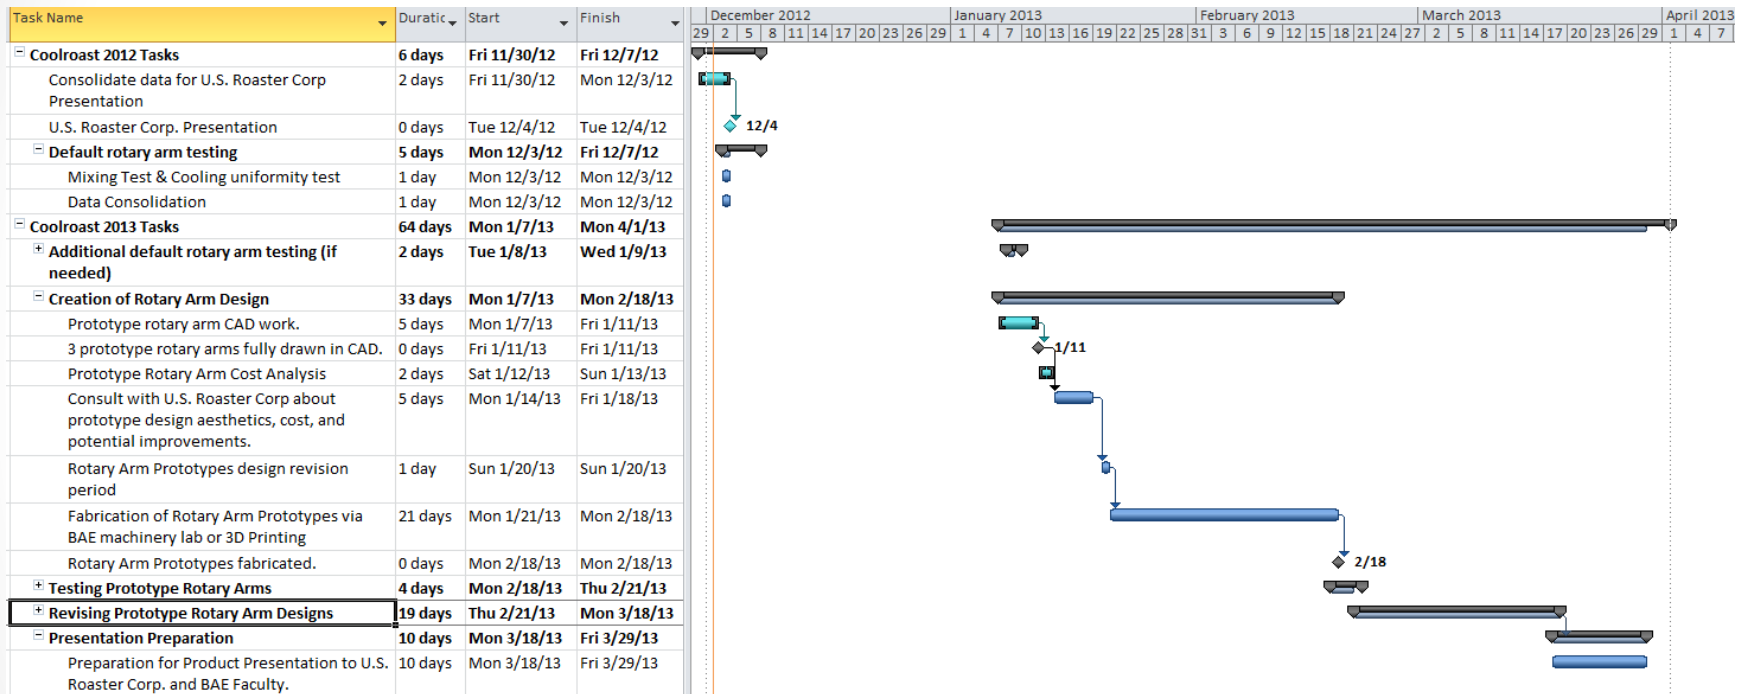 Task Name Duratic Start Finish
December 2012 January 2013 February 2013 March 2013 April 2013
29 2 5 8 11 14 17 20 23 26 29 1 4 7 10 13 16 19 22 25 28 31 3 6 9 12 15 18 21 24 27 2 5 8 11 14 17 20 23 26 29 1 4 7
Coolroast 2012 Tasks 6 days Fri 11/30/12 Fri 12/7/12
Consolidate data for U.S. Roaster Corp 2 days Fri 11/30/12 Mon 12/3/12
Presentation
U.S. Roaster Corp. Presentation 0 days Tue 12/4/12 Tue 12/4/12 12/4
Default rotary arm testing 5 days Mon 12/3/12 Fri 12/7/12
Mixing Test & Cooling uniformity test 1 day Mon 12/3/12 Mon 12/3/12
Data Consolidation 1 day Mon 12/3/12 Mon 12/3/12
Coolroast 2013 Tasks 64 days Mon 1/7/13 Mon 4/1/13
Additional default rotary arm testing (if 2 days Tue 1/8/13 Wed 1/9/13
needed)
Creation of Rotary Arm Design 33 days Mon 1/7/13 Mon 2/18/13
Prototype rotary arm CAD work. 5 days Mon 1/7/13 Fri 1/11/13
3 prototype rotary arms fully drawn in CAD. 0 days Fri 1/11/13 Fri 1/11/13 1/11
Prototype Rotary Arm Cost Analysis 2 days Sat 1/12/13 Sun 1/13/13
Consult with U.S. Roaster Corp about 5 days Mon 1/14/13 Fri 1/18/13
prototype design aesthetics, cost, and
potential improvements.
Rotary Arm Prototypes design revision 1 day Sun 1/20/13 Sun 1/20/13
period
Fabrication of Rotary Arm Prototypes via 21 days Mon 1/21/13 Mon 2/18/13
BAE machinery lab or 3D Printing
Rotary Arm Prototypes fabricated. 0 days Mon 2/18/13 Mon 2/18/13 2/18
Testing Prototype Rotary Arms 4 days Mon 2/18/13 Thu 2/21/13
Revising Prototype Rotary Arm Designs 19 days Thu 2/21/13 Mon 3/18/13
Presentation Preparation 10 days Mon 3/18/13 Fri 3/29/13
Preparation for Product Presentation to U.S. 10 days Mon 3/18/13 Fri 3/29/13
Roaster Corp. and BAE Faculty.